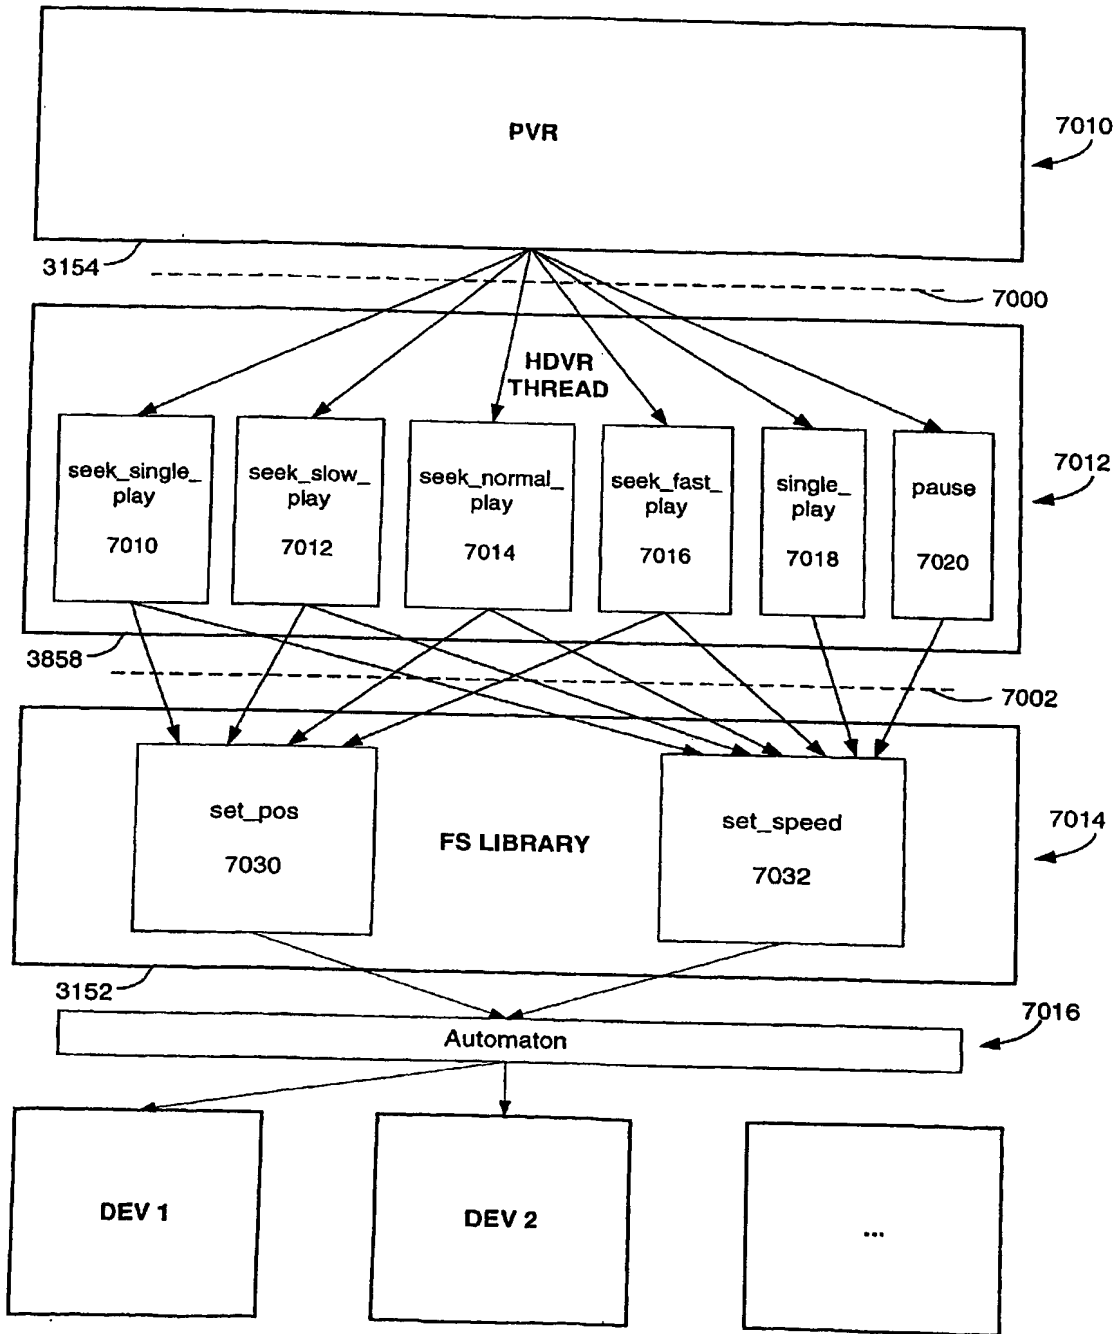 PVR
7010
3154
7000
HDVR
THREAD
seek_single_
play
7010
seek_slow_
play
7012
seek_normal_
play
7014
seek_fast_
play
7016
single_
play
7018
pause
7020
7012
3858
7002
set_pos
7030
FS LIBRARY
set_speed
7032
7014
3152
7016
Automaton
DEV 1
DEV 2
...